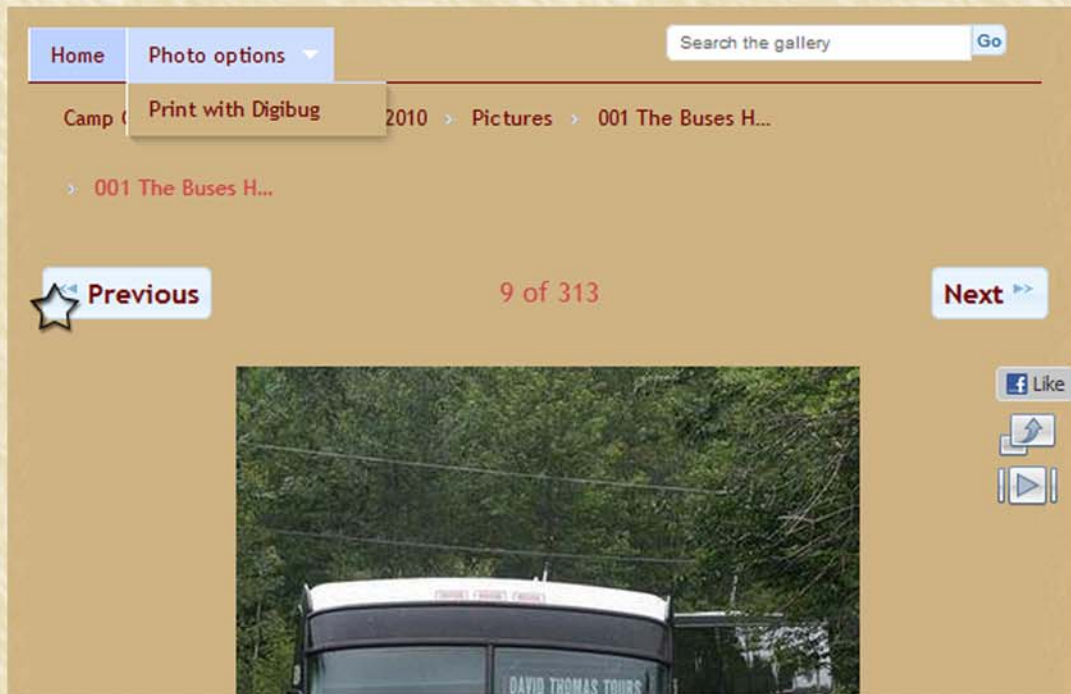 Home Photo options Search the gallery Go
Print with Digibug
Camp 2010 > Pictures > 001 The Buses H...
> 001 The Buses H...
Previous 9 of 313 Next
Like
DAVID THOMAS TOURS